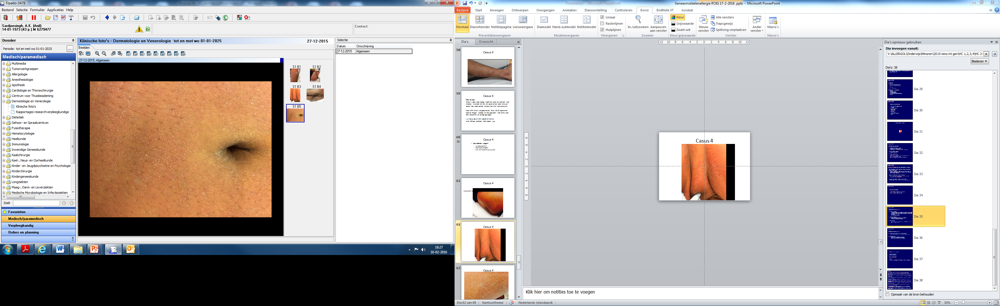 Elpado-3479
Bestand Selectie Formulier Applicaties Help
Sardjoesingh, A.K. (Anil)
14-01-1973 (43 jr.) M 6279477
Contact:
Dossier
Periode: tot en met wo 01-01-2025
...
Medisch/paramedisch
Multimedia
Tumorwerkgroepen
Allergologie
Anesthesiologie
Apotheek
Cardiologie en Thoraxchirurgie
Centrum voor Thuisbeademing
Dermatologie en Venerologie
Klinische foto's
Rapportages researchverpleegkundige
Diëtetiek
Gehoor- en Spraakcentrum
Fysiotherapie
Hematocytologie
Heelkunde
Immunologie
Inwendige Geneeskunde
Kaakchirurgie
Keel-, Neus- en Oorheelkunde
Kinder- en Jeugdpsychiatrie en Psychologie
Kinderchirurgie
Kindergeneeskunde
Longziekten
Maag-, Darm- en Leverziekten
Medische Microbiologie en Infectieziekten
Zoek
Favorieten
Medisch/paramedisch
Verpleegkundig
Orders en planning
Klinische foto's - Dermatologie en Venerologie tot en met wo 01-01-2025 27-12-2015
Beelden
27-12-2015, Algemeen
S1 B1 S1 B2
S1 B3 S1 B4
S1 B5
Selectie
Datum Omschrijving
27-12-2015 Algemeen
18:27
16-02-2016
Geneesmiddelenallergie ROIG 17-2-2016 .pptx - Microsoft PowerPoint
Bestand Start Invoegen Ontwerpen Overgangen Animaties Diavoorstelling Controleren Beeld EndNote X7 Acrobat
Normaal Diasorteerder Notitiepagina Leesweergave
Presentatieweergaven
Diamodel Hand-outmodel Notitiemodel
Modelweergaven
Liniaal
Rasterlijnen
Hulplijnen
Weergeven
In-/uitzoomen Aanpassen aan venster
Zoomen
Kleur
Grijswaarde
Zwart-wit
Kleur/grijswaarde
Nieuw venster
Alle vensters
Trapsgewijs
Splitsing verplaatsen
Ander venster
Venster
Macro's
Macro's
Dia's Overzicht
58
Casus 3
59
Casus 4
Man 43 jaar
60
Casus 4
Aanvullende vragen?
61
Casus 4
62
Casus 4
63
Casus 4
12 10 8 6 4 2 0 2 4 6 8 10 12
8 6 4 2 0 2 4 6 8
Casus 4
Klik hier om notities toe te voegen
Dia 62 van 69 'Kantoorthema' Nederlands (standaard)
33%
Dia's opnieuw gebruiken
Dia invoegen vanuit:
V:\ALLERGOL\Onderwijs\Minoren\2015 mino int gen\HC 1,2,3,4\HC 2
Bladeren
Dia's: 38
Dia 29
Dia 30
Dia 31
Dia 32
Dia 33
Dia 34
Dia 35
Dia 36
Dia 37
Dia 38
Opmaak van de bron behouden